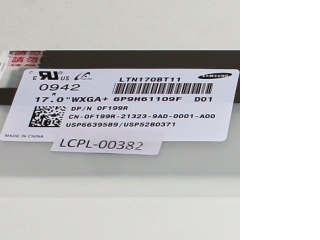 LTN170BT11
SAMSUNG
0942
17.0"WXGA+ 6P9H61109F D01
DP/N 0F199R
CN-0F199R-21323-9AD-0001-A00
USP6639589/USP5280371
MADE IN CHINA
LCPL-00382